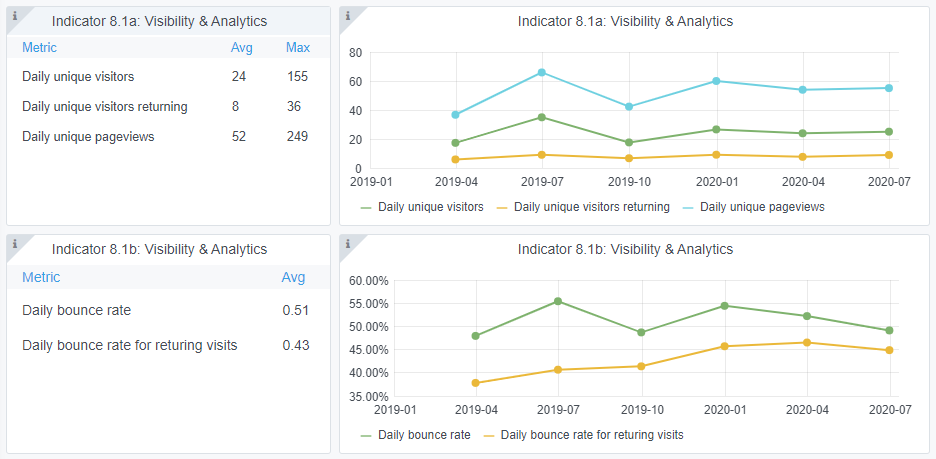 Indicator 8.1a: Visibility & Analytics
Metric Avg Max
Daily unique visitors 24 155
Daily unique visitors returning 8 36
Daily unique pageviews 52 249
Indicator 8.1a: Visibility & Analytics
80
60
40
20
0
2019-01 2019-04 2019-07 2019-10 2020-01 2020-04 2020-07
Daily unique visitors Daily unique visitors returning Daily unique pageviews
Indicator 8.1b: Visibility & Analytics
Metric Avg
Daily bounce rate 0.51
Daily bounce rate for returing visits 0.43
Indicator 8.1b: Visibility & Analytics
60.00%
55.00%
50.00%
45.00%
40.00%
35.00%
2019-01 2019-04 2019-07 2019-10 2020-01 2020-04 2020-07
Daily bounce rate Daily bounce rate for returing visits